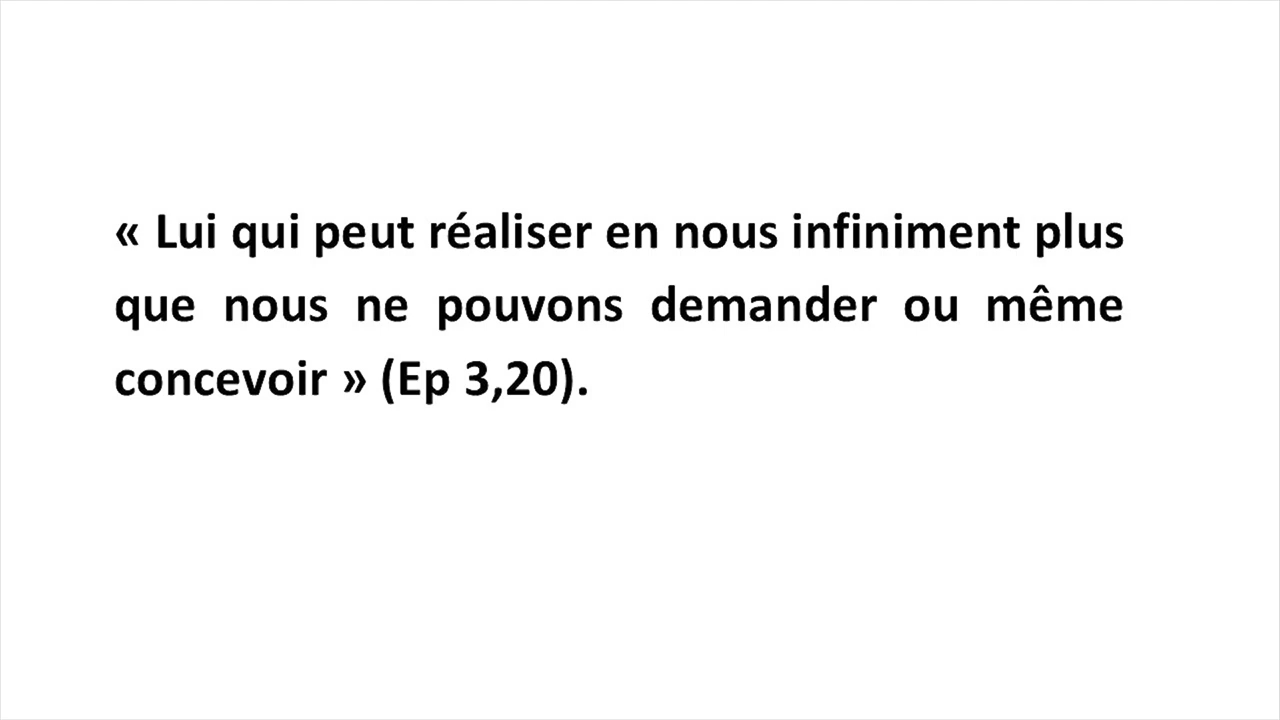 « Lui qui peut réaliser en nous infiniment plus
que nous ne pouvons demander ou même
concevoir » (Ep 3,20).